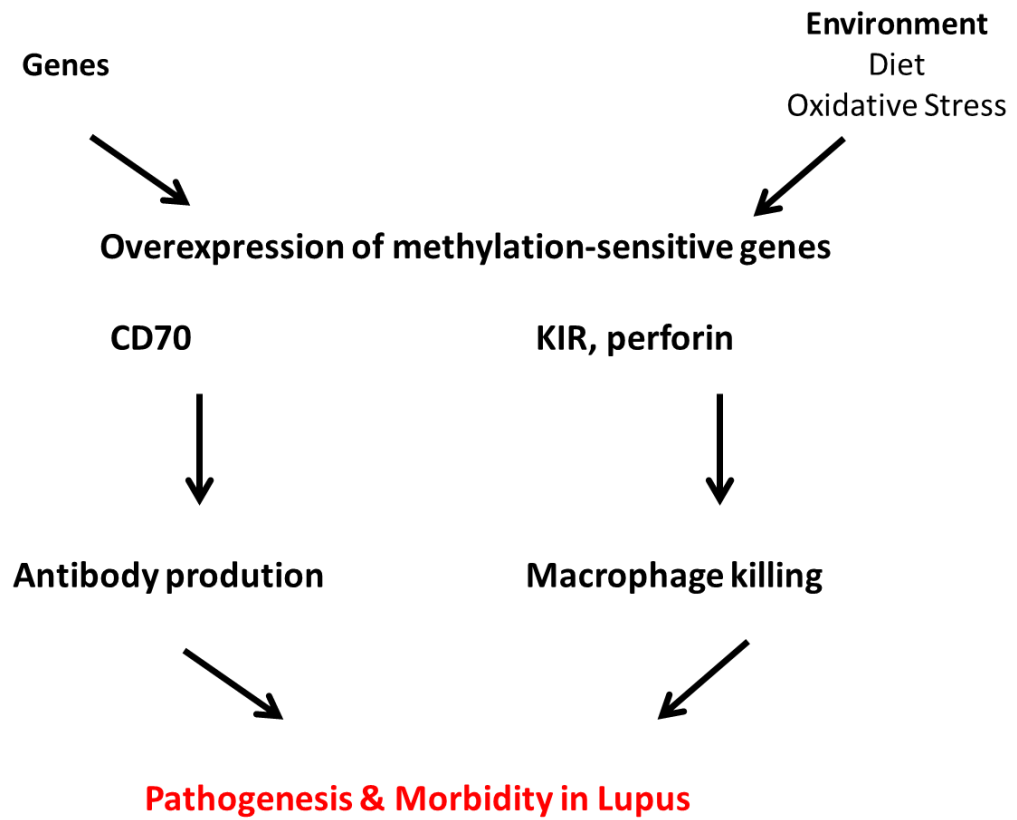 Genes
Environment
Diet
Oxidative Stress
Overexpression of methylation-sensitive genes
CD70
KIR, perforin
Antibody prodution
Macrophage killing
Pathogenesis & Morbidity in Lupus